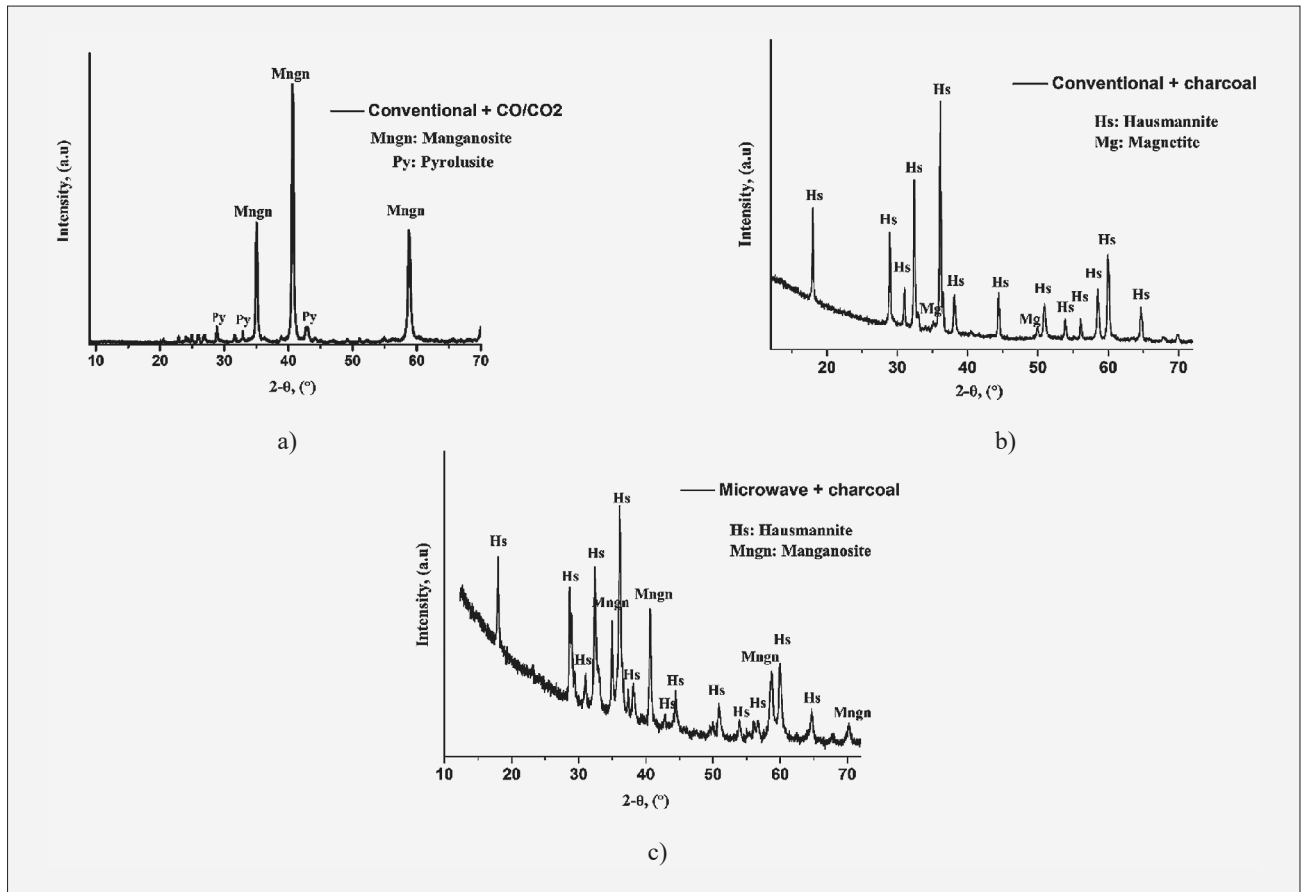 Mngn
Conventional + CO/CO2
Mngn: Manganosite
Py: Pyrolusite
Mngn
Mngn
Py
Py
Py
Intensity, (a.u)
10 20 30 40 50 60 70
2-θ, (°)
a)
Hs
Conventional + charcoal
Hs: Hausmannite
Mg: Magnetite
Hs
Hs
Hs
Hs
Hs
Mg
Hs
Hs
Mg
Hs
Hs
Hs
Hs
Hs
Hs
Intensity, (a.u)
20 30 40 50 60 70
2-θ, (°)
b)
Hs
Microwave + charcoal
Hs: Hausmannite
Mngn: Manganosite
Hs
Hs
Hs
Hs
Mngn
Mngn
Hs
Hs
Hs
Hs
Hs
Hs
Hs
Mngn
Hs
Hs
Mngn
Intensity, (a.u)
10 20 30 40 50 60 70
2-θ, (°)
c)